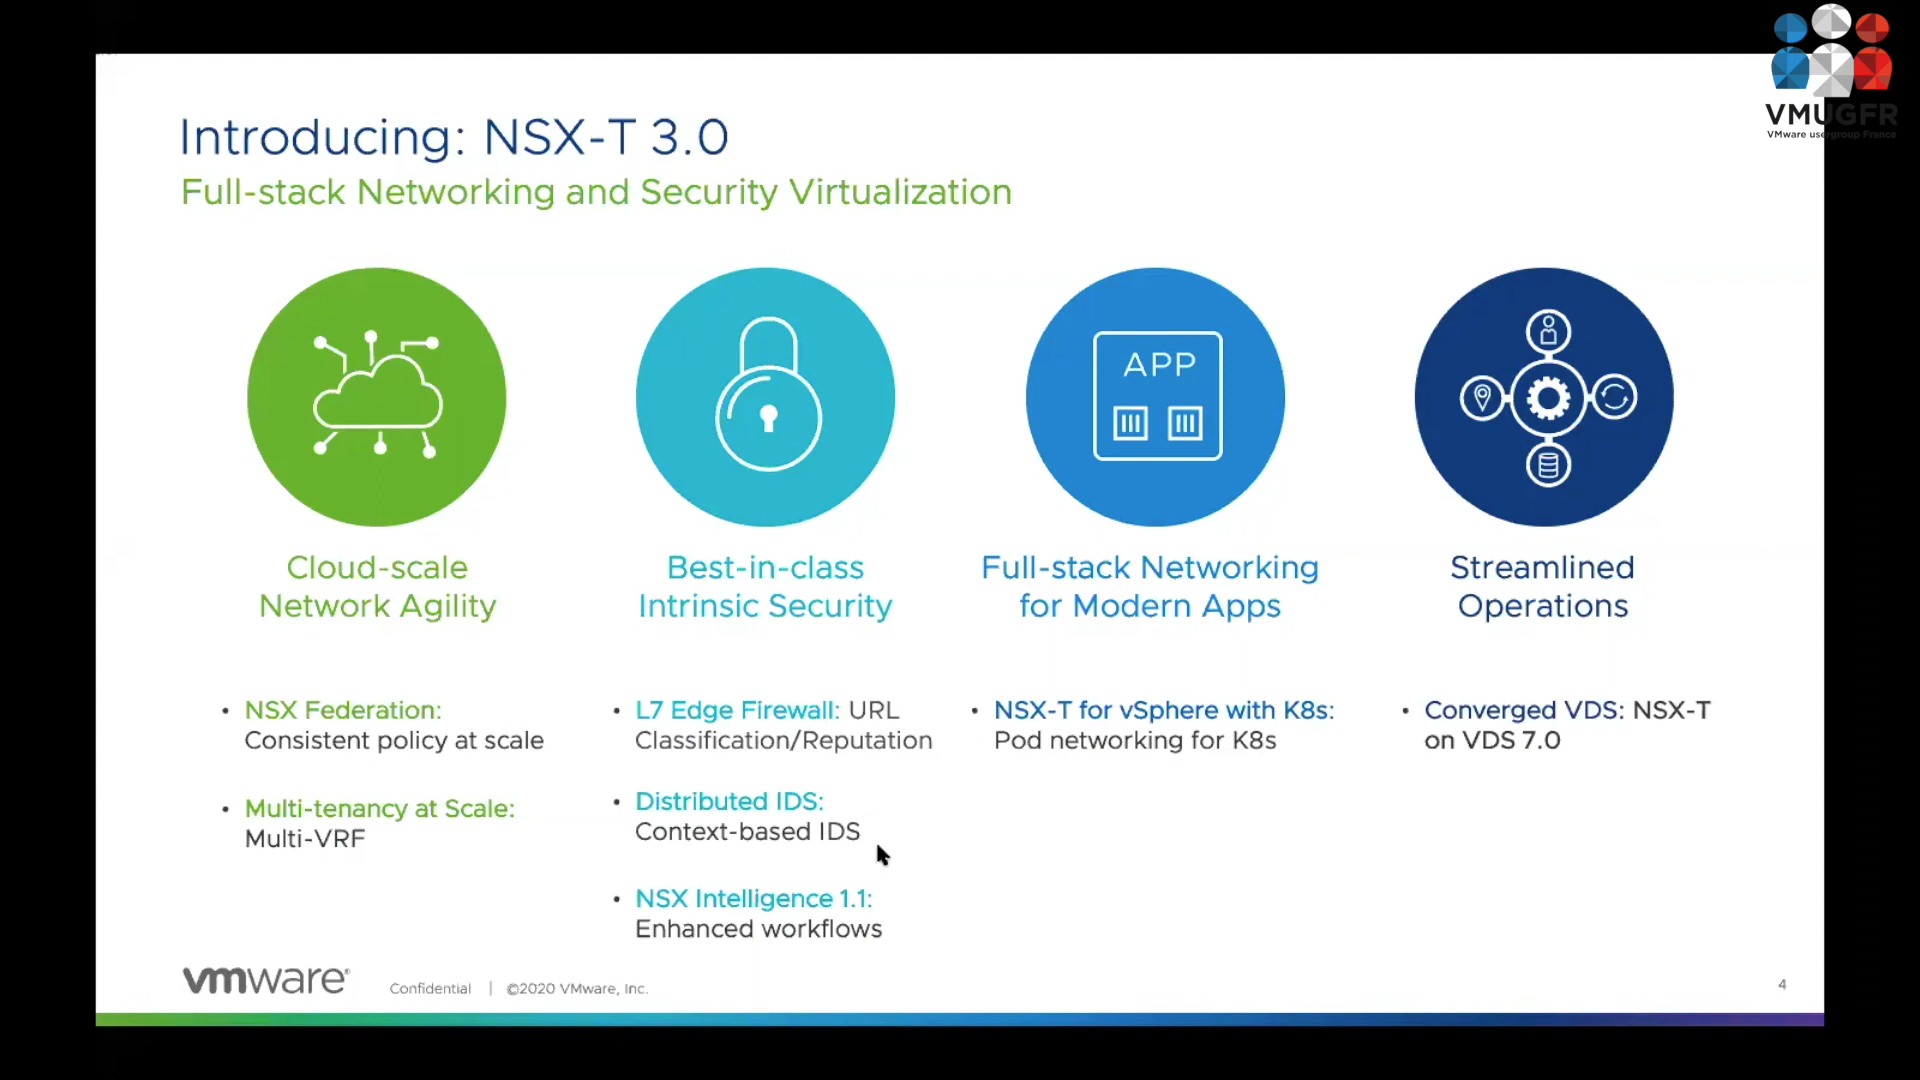 VMUGFR
VMware usergroup France
Introducing: NSX-T 3.0
Full-stack Networking and Security Virtualization
APP
Cloud-scale
Network Agility
Best-in-class
Intrinsic Security
Full-stack Networking
for Modern Apps
Streamlined
Operations
• NSX Federation:
Consistent policy at scale
• Multi-tenancy at Scale:
Multi-VRF
• L7 Edge Firewall: URL
Classification/Reputation
• Distributed IDS:
Context-based IDS
• NSX Intelligence 1.1:
Enhanced workflows
• NSX-T for vSphere with K8s:
Pod networking for K8s
• Converged VDS: NSX-T
on VDS 7.0
vmware®
Confidential | ©2020 VMware, Inc.
4